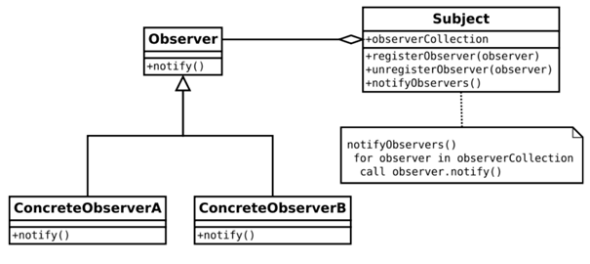 Observer
+notify()
Subject
+observerCollection
+registerObserver(observer)
+unregisterObserver(observer)
+notifyObservers()
notifyObservers()
for observer in observerCollection
call observer.notify()
ConcreteObserverA
+notify()
ConcreteObserverB
+notify()